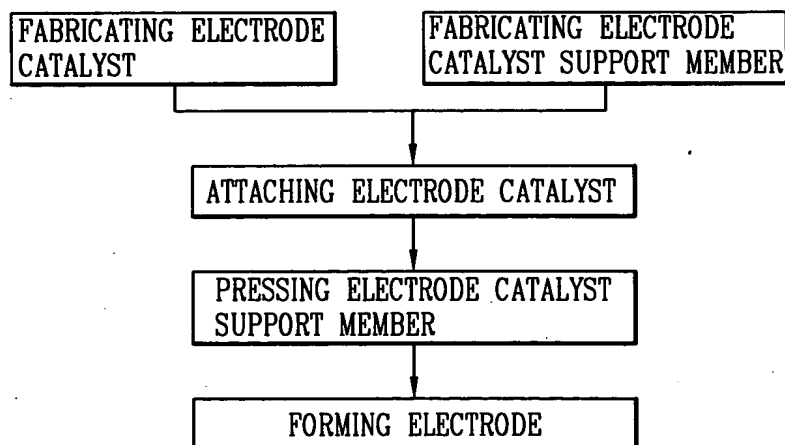 FABRICATING ELECTRODE
CATALYST
FABRICATING ELECTRODE
CATALYST SUPPORT MEMBER
ATTACHING ELECTRODE CATALYST
PRESSING ELECTRODE CATALYST
SUPPORT MEMBER
FORMING ELECTRODE